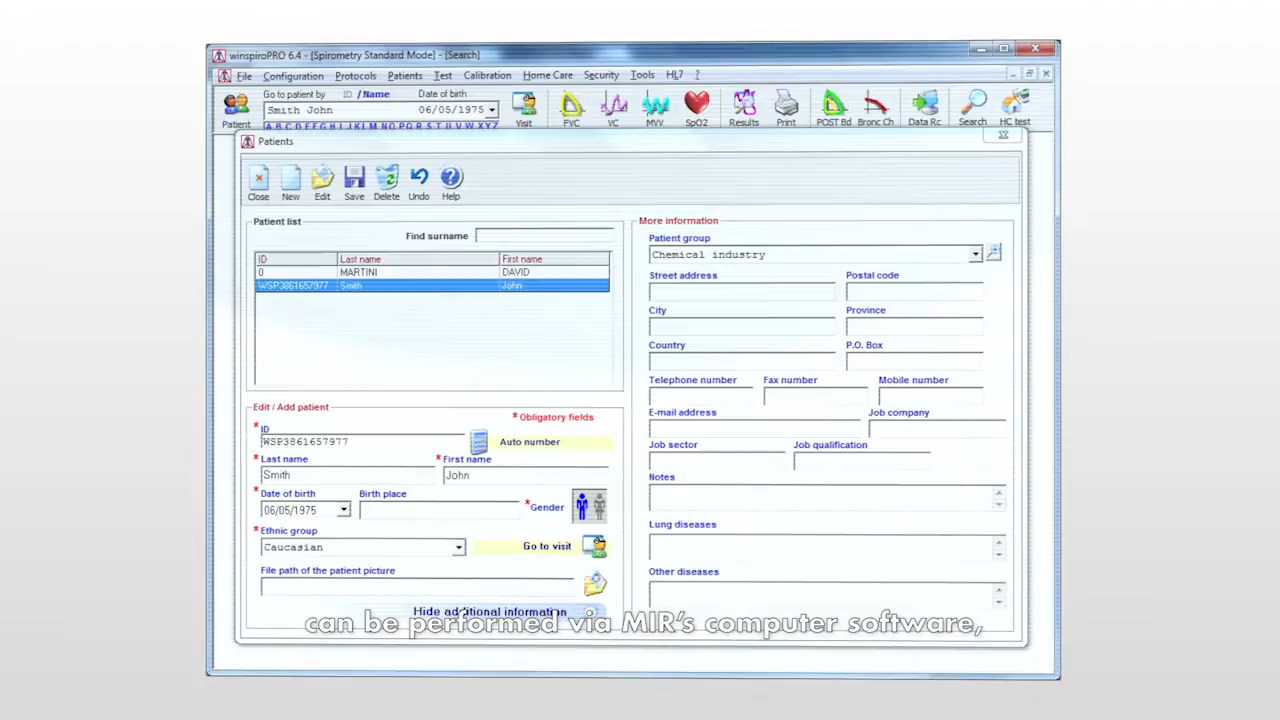 winspiroPRO 6.4 - [Spirometry Standard Mode] - [Search]
File Configuration Protocols Patients Test Calibration Home Care Security Tools HL7 ?
Go to patient by ID / Name Date of birth
Smith John 06/05/1975
A B C D E F G H I J K L M N O P Q R S T U V W X Y Z
Patient Visit FVC VC MVV SpO2 Results Print POST Bd Bronc Ch Data Rc Search HC test
Patients
Close New Edit Save Delete Undo Help
Patient list
Find surname
ID Last name First name
0 MARTINI DAVID
WSP3861657977 Smith John
Edit / Add patient
* Obligatory fields
* ID
WSP3861657977
Auto number
* Last name * First name
Smith John
* Date of birth Birth place
06/05/1975
* Gender
* Ethnic group
Caucasian
Go to visit
File path of the patient picture
Hide additional information
More information
Patient group
Chemical industry
Street address Postal code
City Province
Country P.O. Box
Telephone number Fax number Mobile number
E-mail address Job company
Job sector Job qualification
Notes
Lung diseases
Other diseases
can be performed via MIR's computer software,